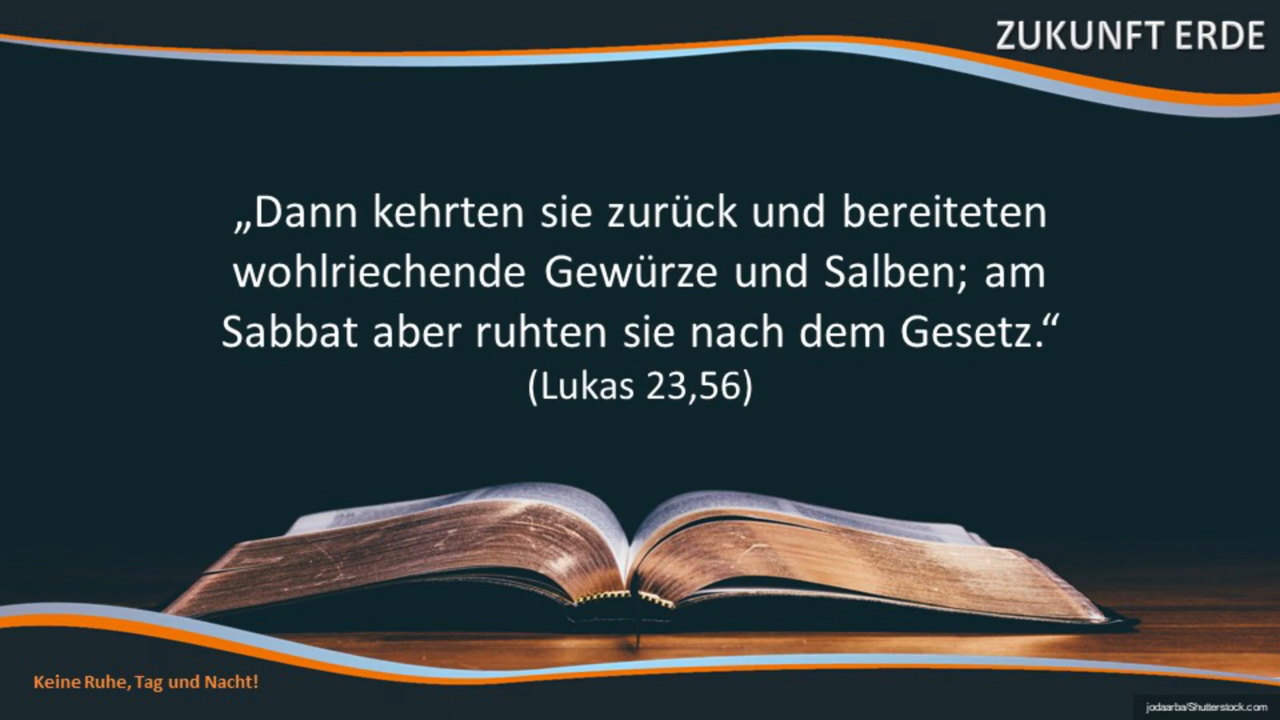 ZUKUNFT ERDE
„Dann kehrten sie zurück und bereiteten
wohlriechende Gewürze und Salben; am
Sabbat aber ruhten sie nach dem Gesetz.“
(Lukas 23,56)
Keine Ruhe, Tag und Nacht!
jodaarba/Shutterstock.com